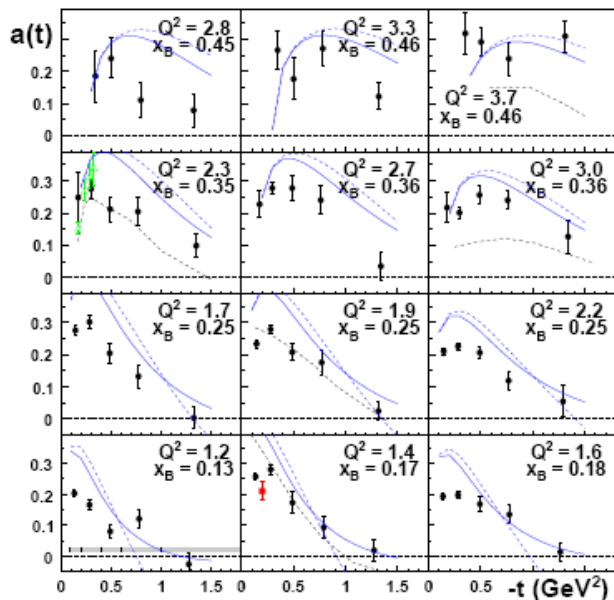 a(t)
Q² = 2.8
x_B = 0.45
Q² = 3.3
x_B = 0.46
Q² = 3.7
x_B = 0.46
0.3
0.2
0.1
0
Q² = 2.3
x_B = 0.35
Q² = 2.7
x_B = 0.36
Q² = 3.0
x_B = 0.36
0.3
0.2
0.1
0
Q² = 1.7
x_B = 0.25
Q² = 1.9
x_B = 0.25
Q² = 2.2
x_B = 0.25
0.3
0.2
0.1
0
Q² = 1.2
x_B = 0.13
Q² = 1.4
x_B = 0.17
Q² = 1.6
x_B = 0.18
0.3
0.2
0.1
0
0 0.5 1 1.5 0 0.5 1 1.5 0 0.5 -t (GeV²)